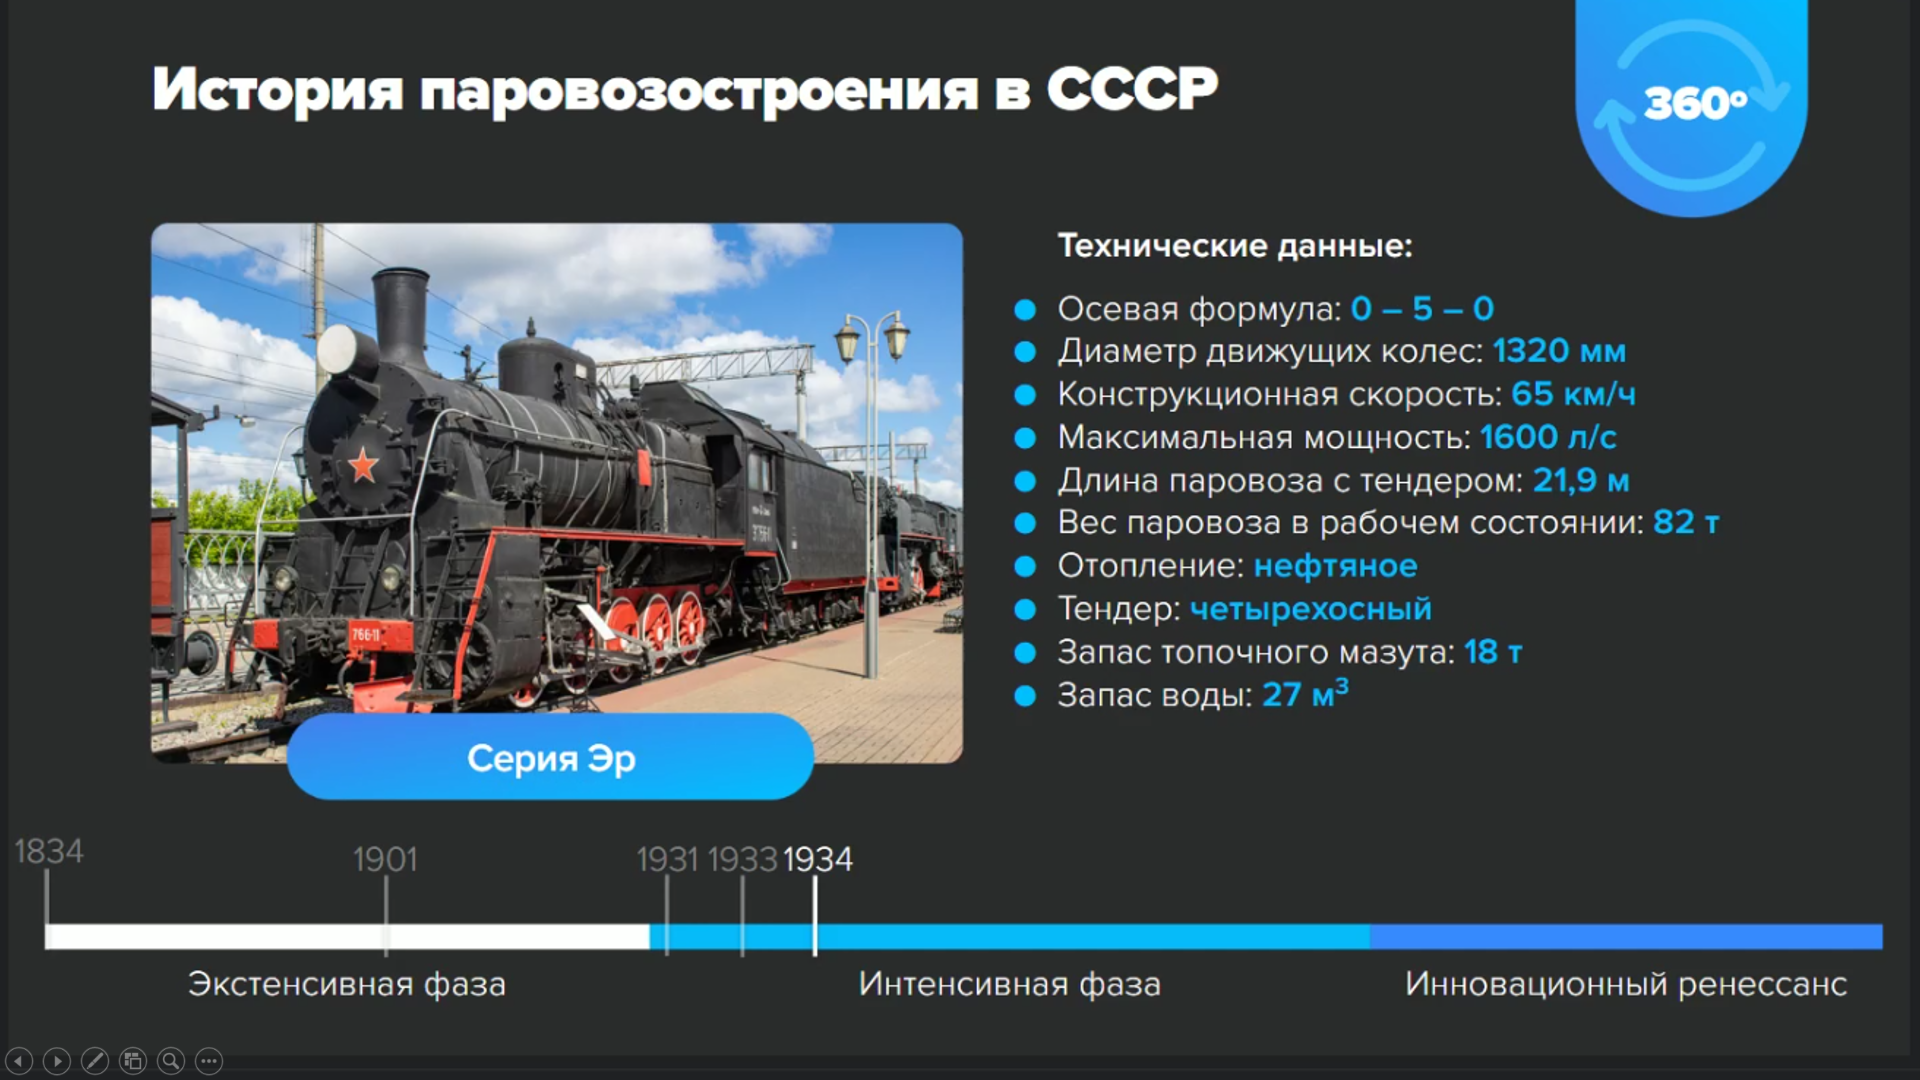 История паровозостроения в СССР
360°
Технические данные:
Осевая формула: 0 – 5 – 0
Диаметр движущих колес: 1320 мм
Конструкционная скорость: 65 км/ч
Максимальная мощность: 1600 л/с
Длина паровоза с тендером: 21,9 м
Вес паровоза в рабочем состоянии: 82 т
Отопление: нефтяное
Тендер: четырехосный
Запас топочного мазута: 18 т
Запас воды: 27 м³
766-11
Серия Эр
1834
1901
1931
1933
1934
Экстенсивная фаза
Интенсивная фаза
Инновационный ренессанс